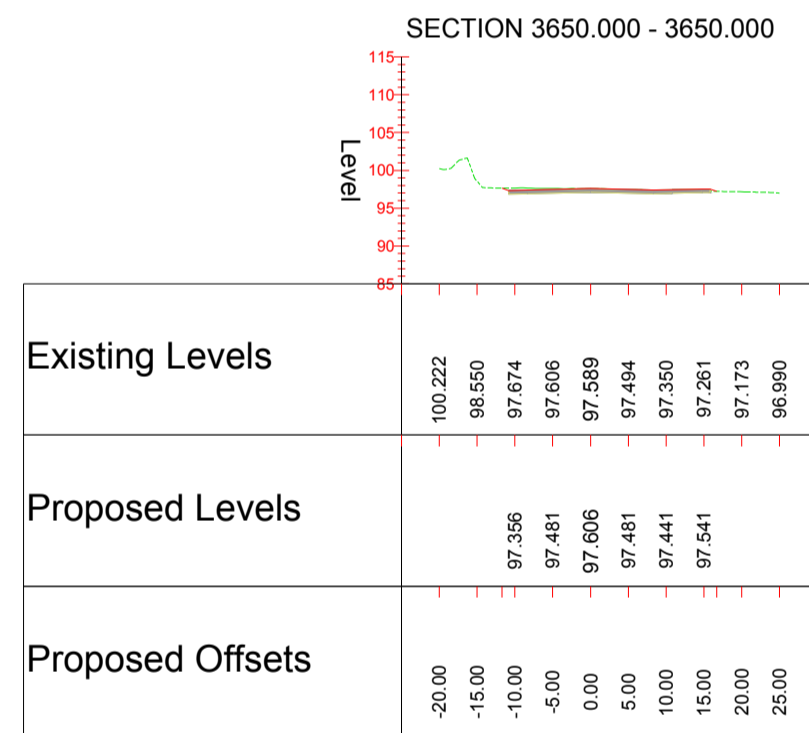 SECTION 3650.000 - 3650.000
115
110
105
100
95
90
85
Level
Existing Levels
100.222 98.550 97.674 97.606 97.589 97.494 97.350 97.261 97.173 96.990
Proposed Levels
97.356 97.481 97.606 97.481 97.441 97.541
Proposed Offsets
-20.00 -15.00 -10.00 -5.00 0.00 5.00 10.00 15.00 20.00 25.00